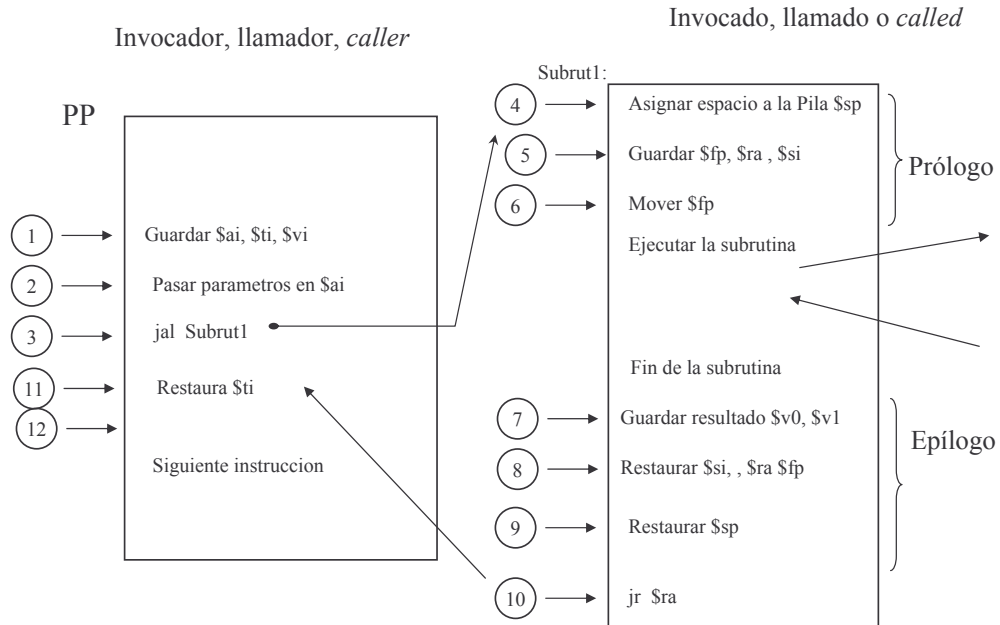 Invocador, llamador, caller
PP
1
Guardar $ai, $ti, $vi
2
Pasar parametros en $ai
3
jal Subrut1
11
Restaura $ti
12
Siguiente instruccion
Invocado, llamado o called
Subrut1:
4
Asignar espacio a la Pila $sp
5
Guardar $fp, $ra , $si
6
Mover $fp
Prólogo
Ejecutar la subrutina
Fin de la subrutina
7
Guardar resultado $v0, $v1
8
Restaurar $si, , $ra $fp
9
Restaurar $sp
Epílogo
10
jr $ra